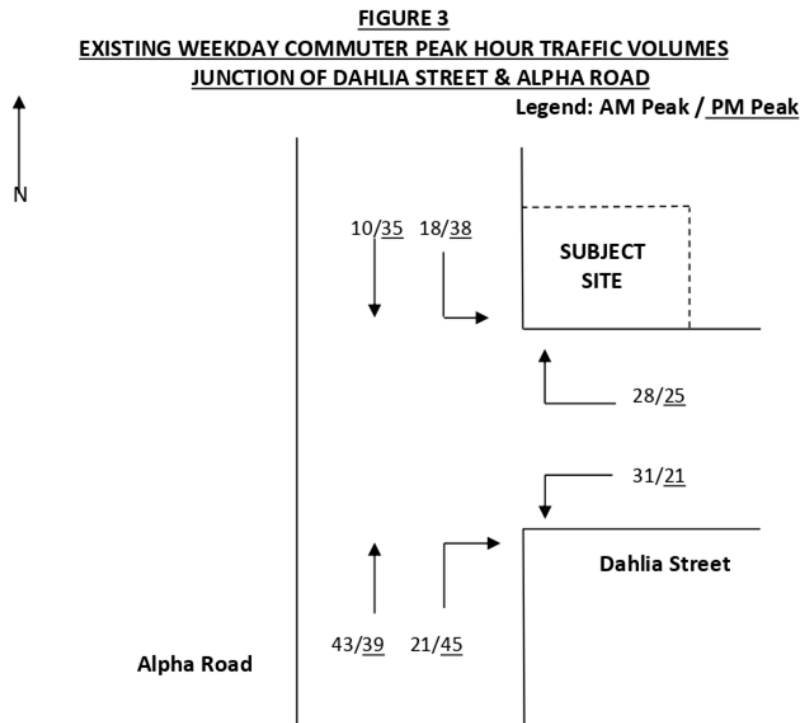 FIGURE 3
EXISTING WEEKDAY COMMUTER PEAK HOUR TRAFFIC VOLUMES
JUNCTION OF DAHLIA STREET & ALPHA ROAD
Legend: AM Peak / PM Peak
N
10/35 18/38
SUBJECT
SITE
28/25
31/21
Dahlia Street
43/39 21/45
Alpha Road